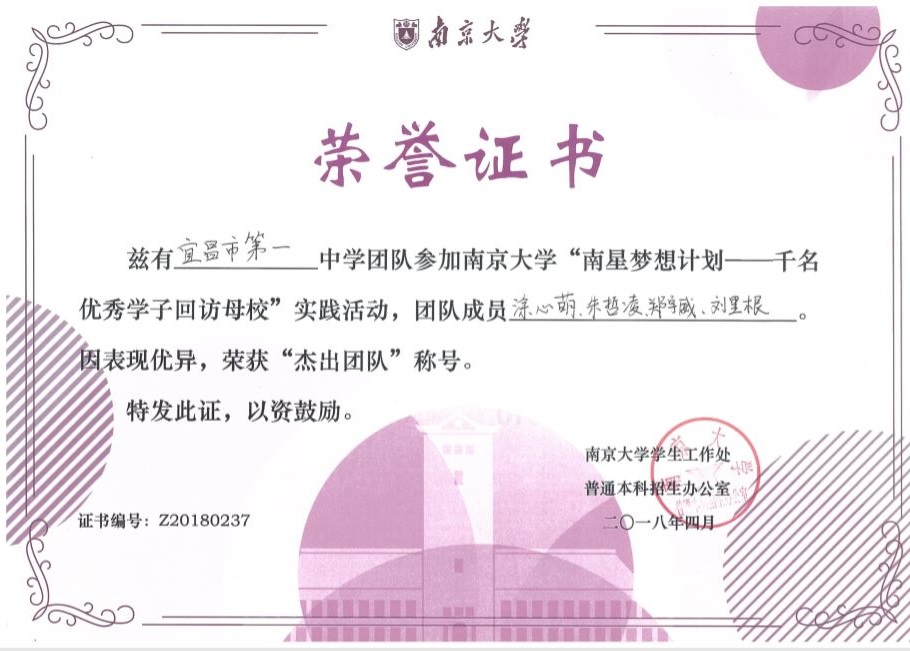 南京大学
荣誉证书
兹有宜昌市第一中学团队参加南京大学“南星梦想计划——千名
优秀学子回访母校”实践活动，团队成员涂心萌、朱哲凌、郑宇威、刘里根。
因表现优异，荣获“杰出团队”称号。
特发此证，以资鼓励。
南京大学学生工作处
普通本科招生办公室
证书编号：Z20180237
二〇一八年四月